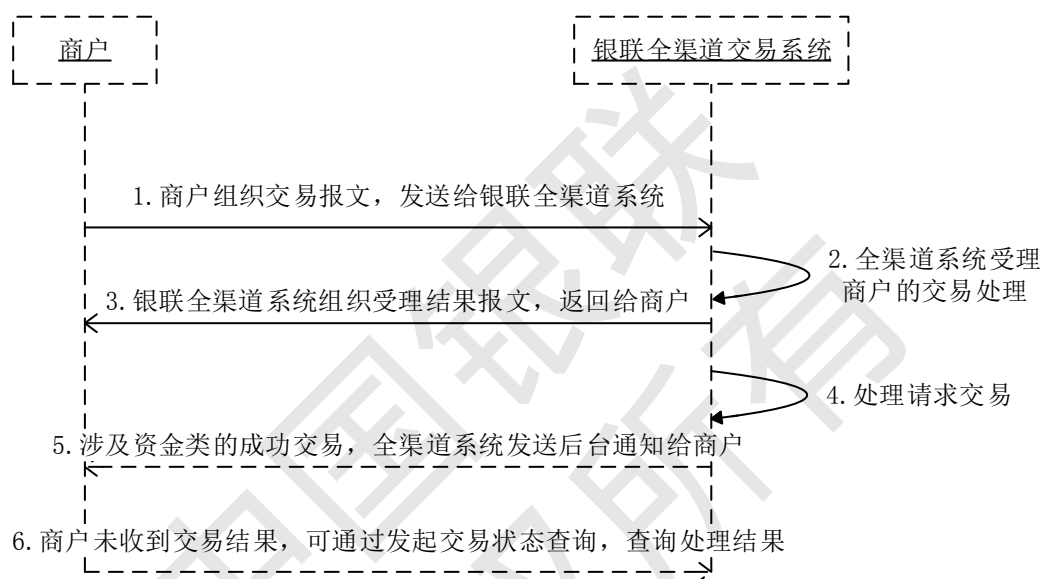 商户
银联全渠道交易系统
1.商户组织交易报文，发送给银联全渠道系统
2.全渠道系统受理
商户的交易处理
3.银联全渠道系统组织受理结果报文，返回给商户
4.处理请求交易
5.涉及资金类的成功交易，全渠道系统发送后台通知给商户
6.商户未收到交易结果，可通过发起交易状态查询，查询处理结果
中国银联
所有